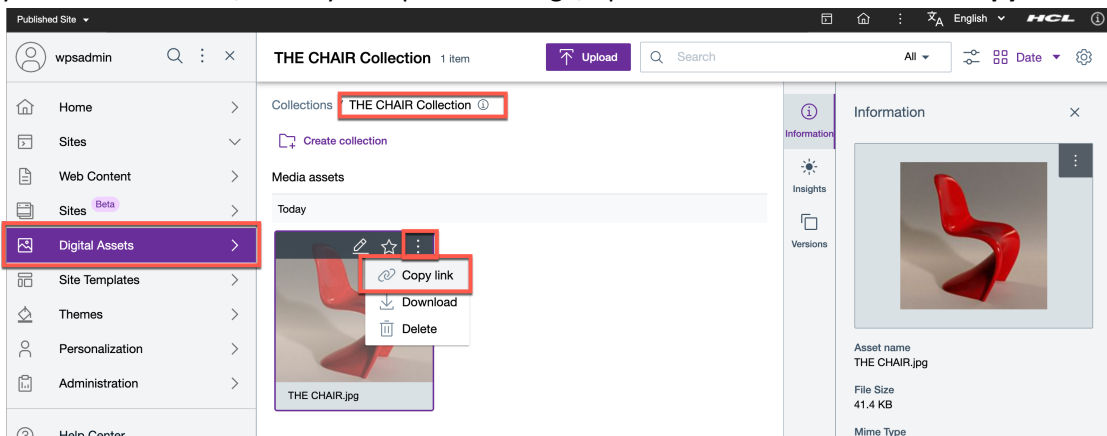 Published Site
English
HCL
wpsadmin
THE CHAIR Collection 1 item
Upload
Search
All
Date
Home
Sites
Web Content
Sites Beta
Digital Assets
Site Templates
Themes
Personalization
Administration
Help Center
Collections / THE CHAIR Collection
Create collection
Media assets
Today
Copy link
Download
Delete
THE CHAIR.jpg
Information
Insights
Versions
Information
Asset name
THE CHAIR.jpg
File Size
41.4 KB
Mime Type